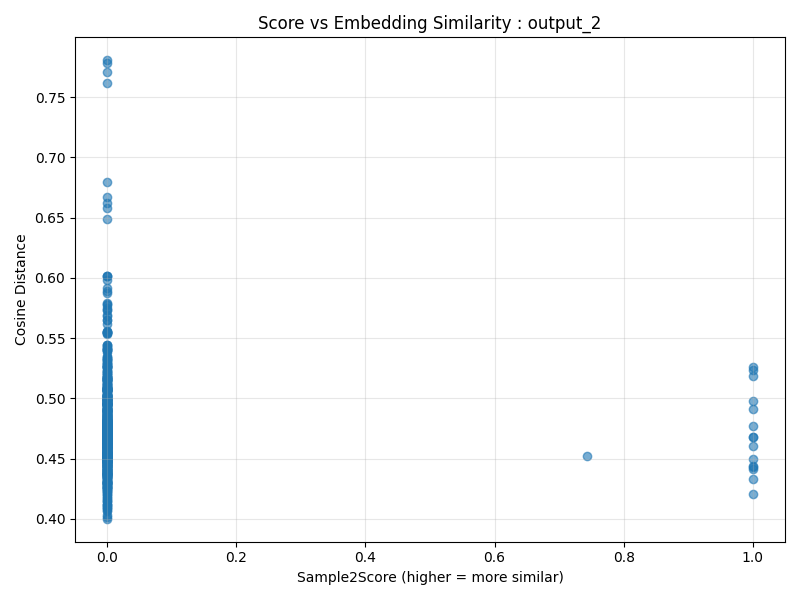 Score vs Embedding Similarity : output_2
Cosine Distance
0.75
0.70
0.65
0.60
0.55
0.50
0.45
0.40
0.0 0.2 0.4 0.6 0.8 1.0
Sample2Score (higher = more similar)